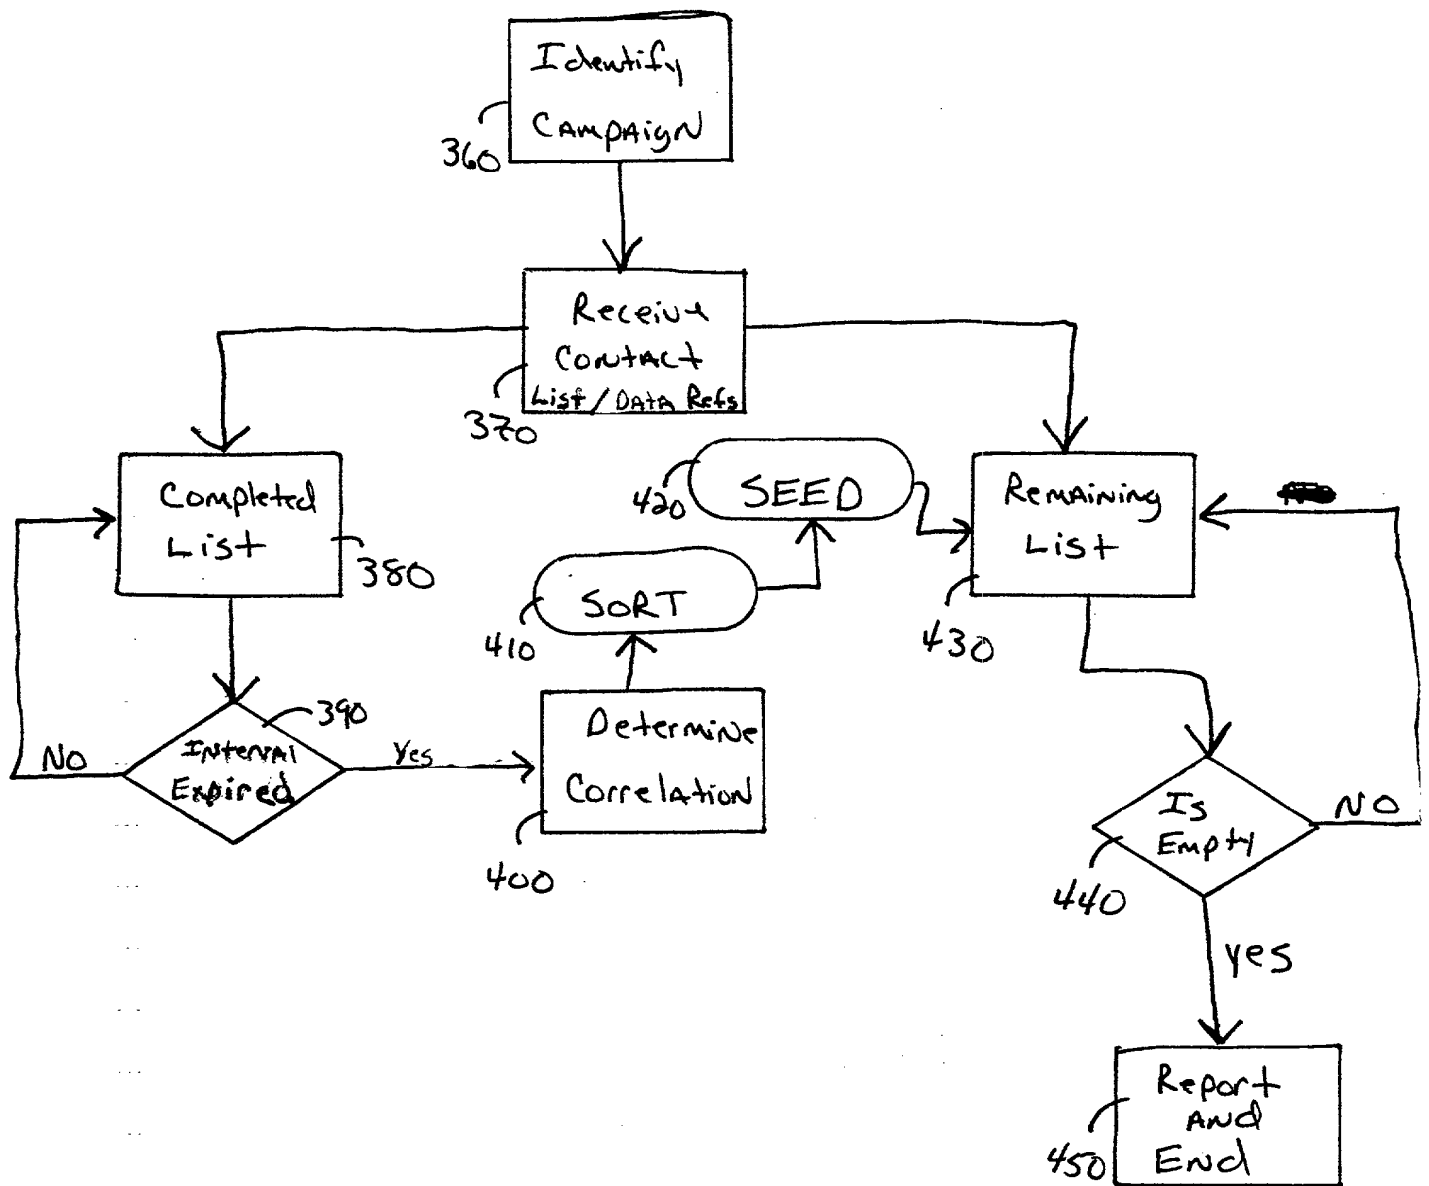 Identify
CAMPAIGN
360
Receive
CONTACT
List / DATA Refs
370
Completed
List
380
SEED
420
REMAINING
LIST
430
SORT
410
390
INTERVAL
Expired
NO
Yes
Determine
Correlation
400
Is
Empty
NO
440
yes
Report
AND
End
450